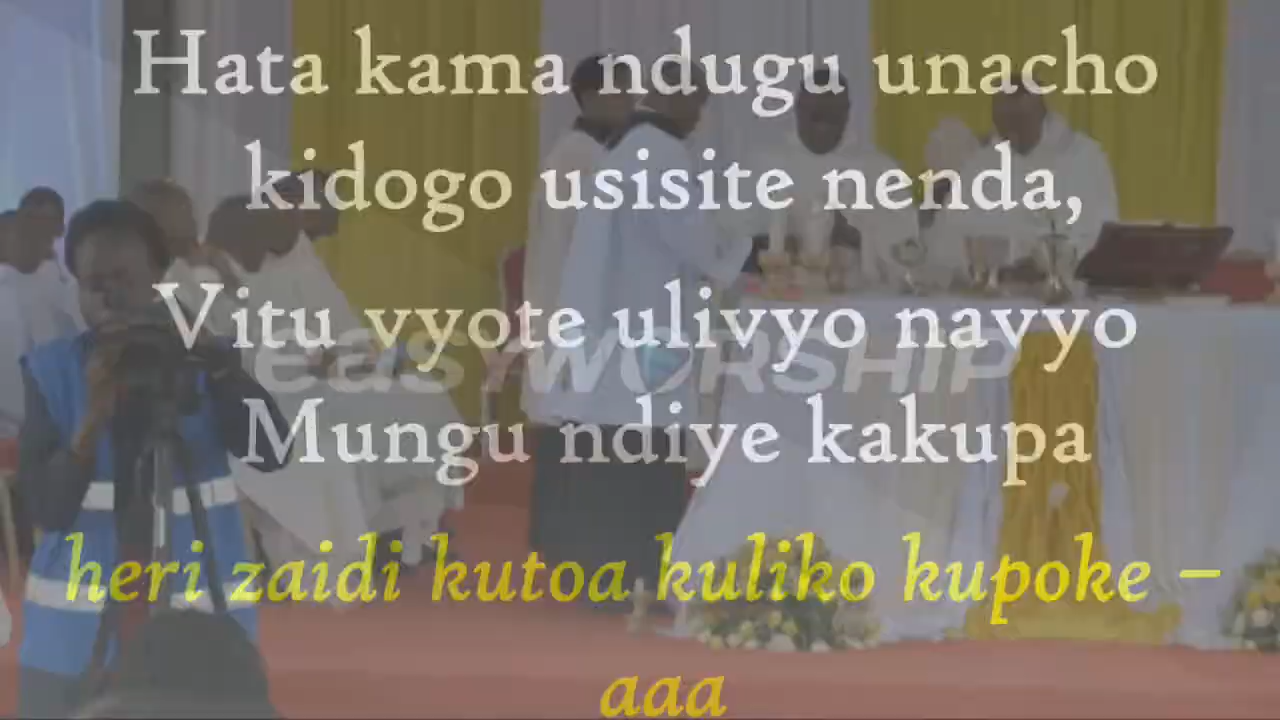 Hata kama ndugu unacho
kidogo usisite nenda,
Vitu vyote ulivyo navyo
easyWORSHIP
Mungu ndiye kakupa
heri zaidi kutoa kuliko kupoke –
aaa